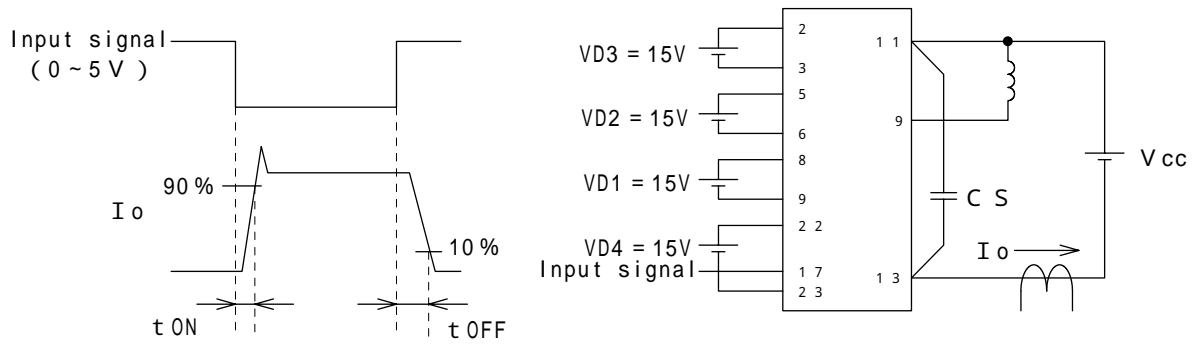 Input signal
(0~5V)
90%
Io
10%
tON
tOFF
VD3=15V
VD2=15V
VD1=15V
VD4=15V
Input signal
2
3
5
6
8
9
22
17
23
11
9
13
CS
Io
Vcc